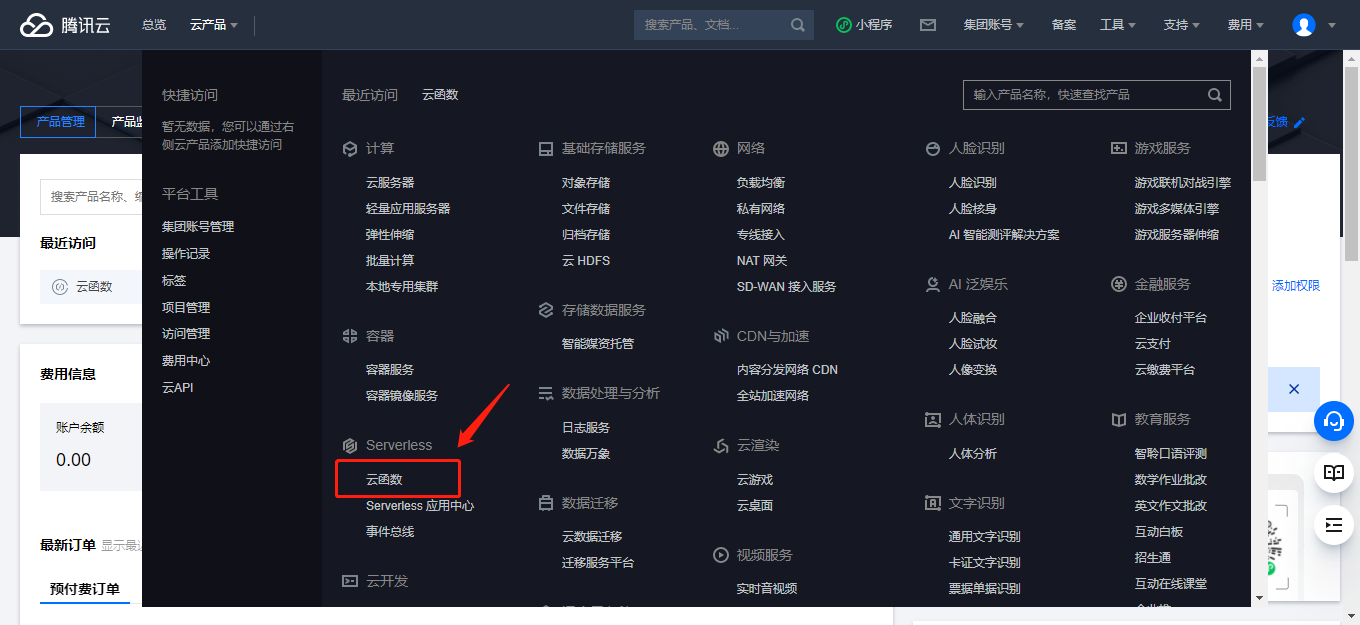 腾讯云
总览
云产品
搜索产品、文档...
小程序
集团账号
备案
工具
支持
费用
产品管理
产品
反馈
搜索产品名称、
最近访问
云函数
费用信息
账户余额
0.00
最新订单 显示最
预付费订单
添加权限
快捷访问
暂无数据，您可以通过右
侧云产品添加快捷访问
平台工具
集团账号管理
操作记录
标签
项目管理
访问管理
费用中心
云API
最近访问
云函数
输入产品名称，快速查找产品
计算
云服务器
轻量应用服务器
弹性伸缩
批量计算
本地专用集群
容器
容器服务
容器镜像服务
Serverless
云函数
Serverless 应用中心
事件总线
云开发
基础存储服务
对象存储
文件存储
归档存储
云 HDFS
存储数据服务
智能媒资托管
数据处理与分析
日志服务
数据万象
数据迁移
云数据迁移
迁移服务平台
网络
负载均衡
私有网络
专线接入
NAT 网关
SD-WAN 接入服务
CDN与加速
内容分发网络 CDN
全站加速网络
云渲染
云游戏
云桌面
视频服务
实时音视频
人脸识别
人脸识别
人脸核身
AI 智能测评解决方案
AI 泛娱乐
人脸融合
人脸试妆
人像变换
人体识别
人体分析
文字识别
通用文字识别
卡证文字识别
票据单据识别
游戏服务
游戏联机对战引擎
游戏多媒体引擎
游戏服务器伸缩
金融服务
企业收付平台
云支付
云缴费平台
教育服务
智聆口语评测
数学作业批改
英文作文批改
互动白板
招生通
互动在线课堂